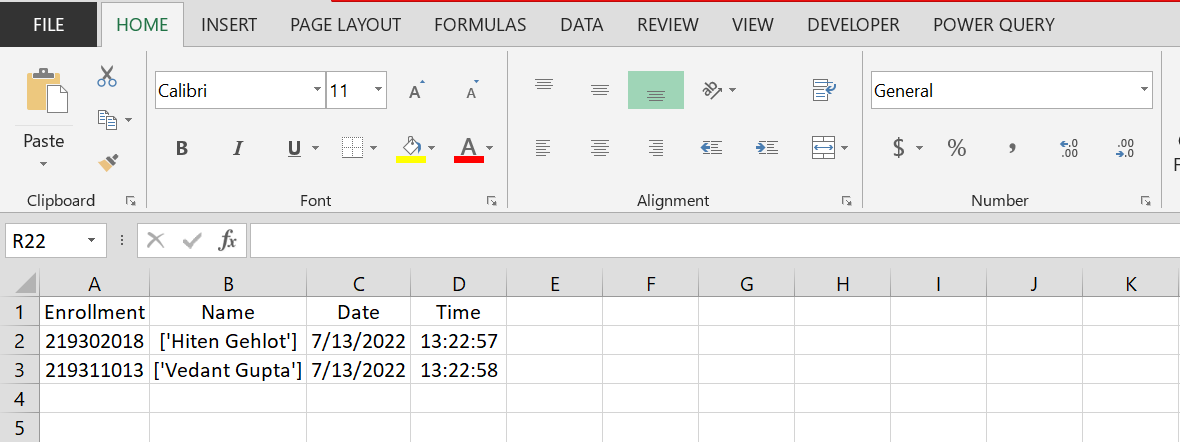 FILE HOME INSERT PAGE LAYOUT FORMULAS DATA REVIEW VIEW DEVELOPER POWER QUERY
Calibri 11 A A General
Paste B I U A $ % , .0 .00 .00 .0
Clipboard Font Alignment Number
R22 fx
A B C D E F G H I J K
1 Enrollment Name Date Time
2 219302018 ['Hiten Gehlot'] 7/13/2022 13:22:57
3 219311013 ['Vedant Gupta'] 7/13/2022 13:22:58
4
5